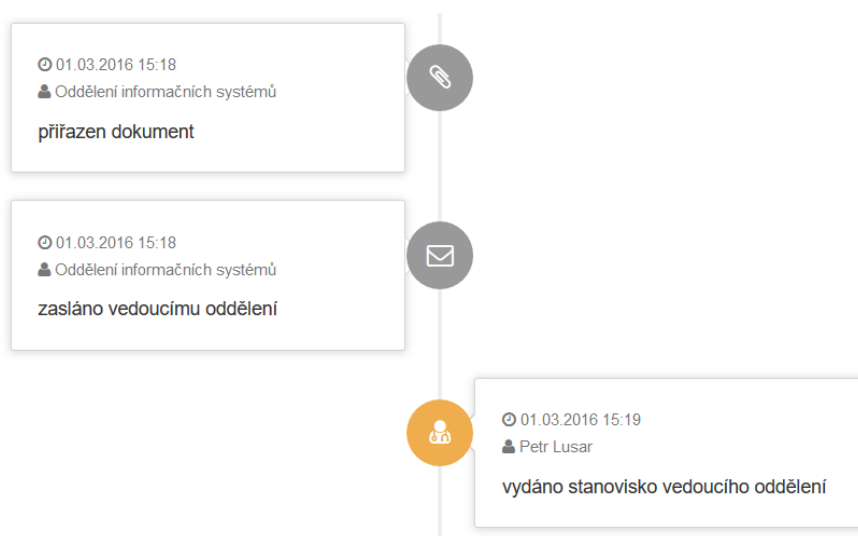 01.03.2016 15:18
Oddělení informačních systémů
přiřazen dokument
01.03.2016 15:18
Oddělení informačních systémů
zasláno vedoucímu oddělení
01.03.2016 15:19
Petr Lusar
vydáno stanovisko vedoucího oddělení